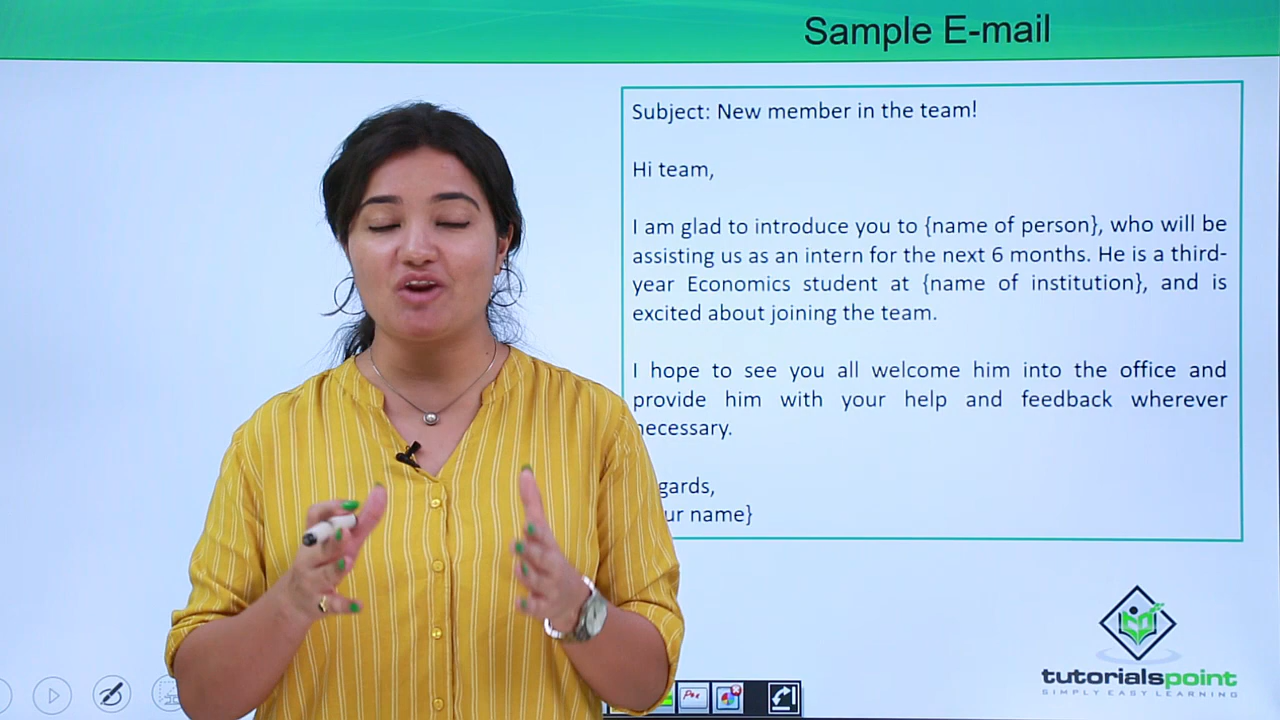 Sample E-mail
Subject: New member in the team!
Hi team,
I am glad to introduce you to {name of person}, who will be
assisting us as an intern for the next 6 months. He is a third-
year Economics student at {name of institution}, and is
excited about joining the team.
I hope to see you all welcome him into the office and
provide him with your help and feedback wherever
necessary.
gards,
ur name}
tutorialspoint
SIMPLY EASY LEARNING